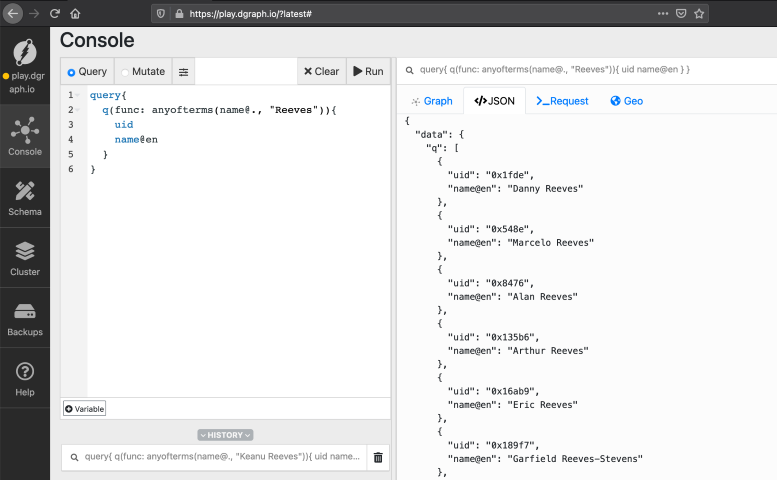 https://play.dgraph.io/?latest#
Console
play.dgr
aph.io
Console
Schema
Cluster
Backups
Help
Query
Mutate
Clear
Run
1 query{
2 q(func: anyofterms(name@., "Reeves")){
3 uid
4 name@en
5 }
6 }
Variable
HISTORY
query{ q(func: anyofterms(name@., "Keanu Reeves")){ uid name...
query{ q(func: anyofterms(name@., "Reeves")){ uid name@en } }
Graph
</>JSON
>_Request
Geo
{
"data": {
"q": [
{
"uid": "0x1fde",
"name@en": "Danny Reeves"
},
{
"uid": "0x548e",
"name@en": "Marcelo Reeves"
},
{
"uid": "0x8476",
"name@en": "Alan Reeves"
},
{
"uid": "0x135b6",
"name@en": "Arthur Reeves"
},
{
"uid": "0x16ab9",
"name@en": "Eric Reeves"
},
{
"uid": "0x189f7",
"name@en": "Garfield Reeves-Stevens"
},